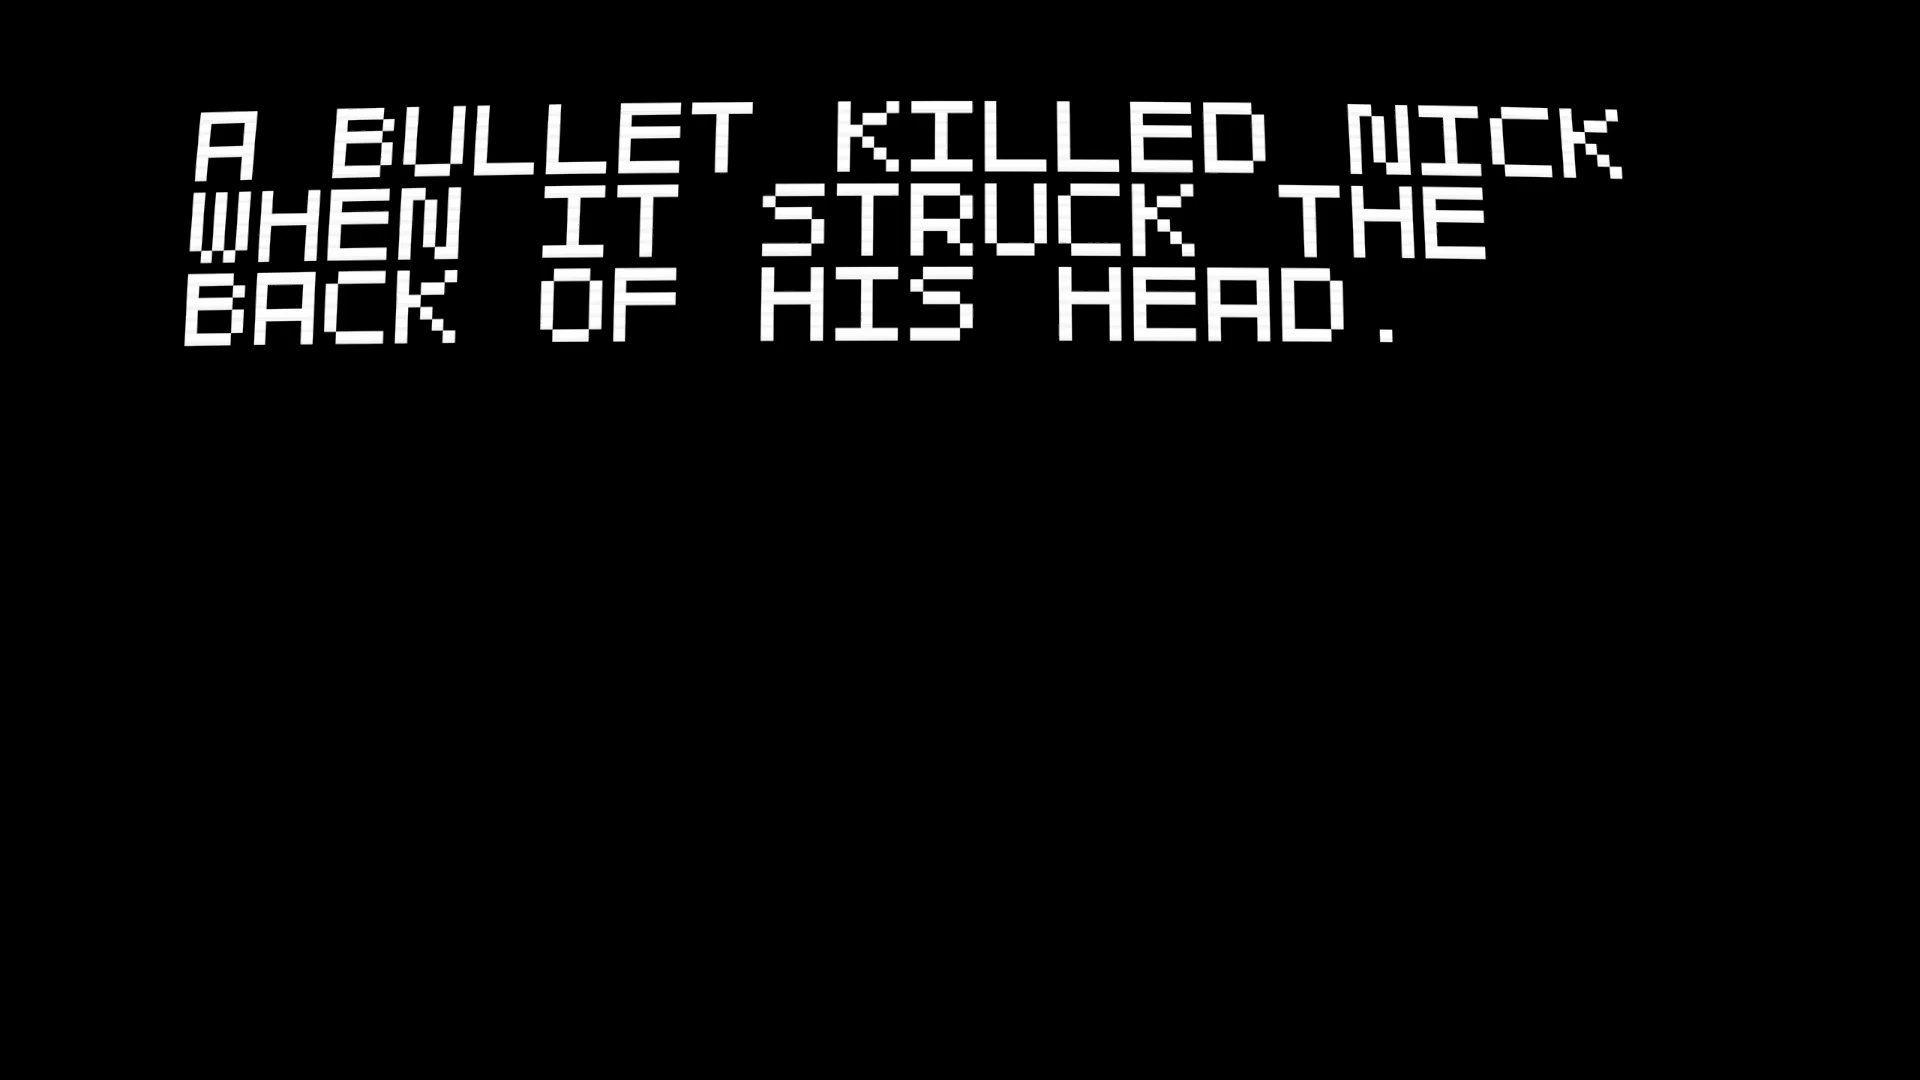 A BULLET KILLED NICK
WHEN IT STRUCK THE
BACK OF HIS HEAD.